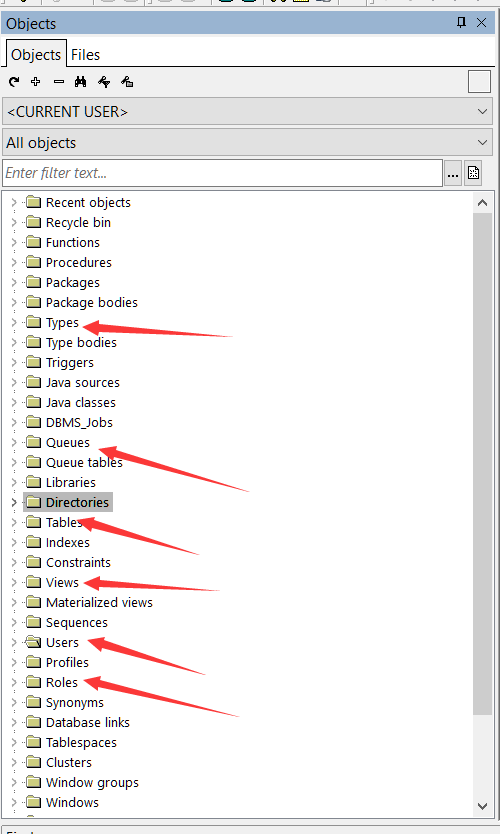 Objects
Objects Files
<CURRENT USER>
All objects
Enter filter text...
Recent objects
Recycle bin
Functions
Procedures
Packages
Package bodies
Types
Type bodies
Triggers
Java sources
Java classes
DBMS_Jobs
Queues
Queue tables
Libraries
Directories
Tables
Indexes
Constraints
Views
Materialized views
Sequences
Users
Profiles
Roles
Synonyms
Database links
Tablespaces
Clusters
Window groups
Windows